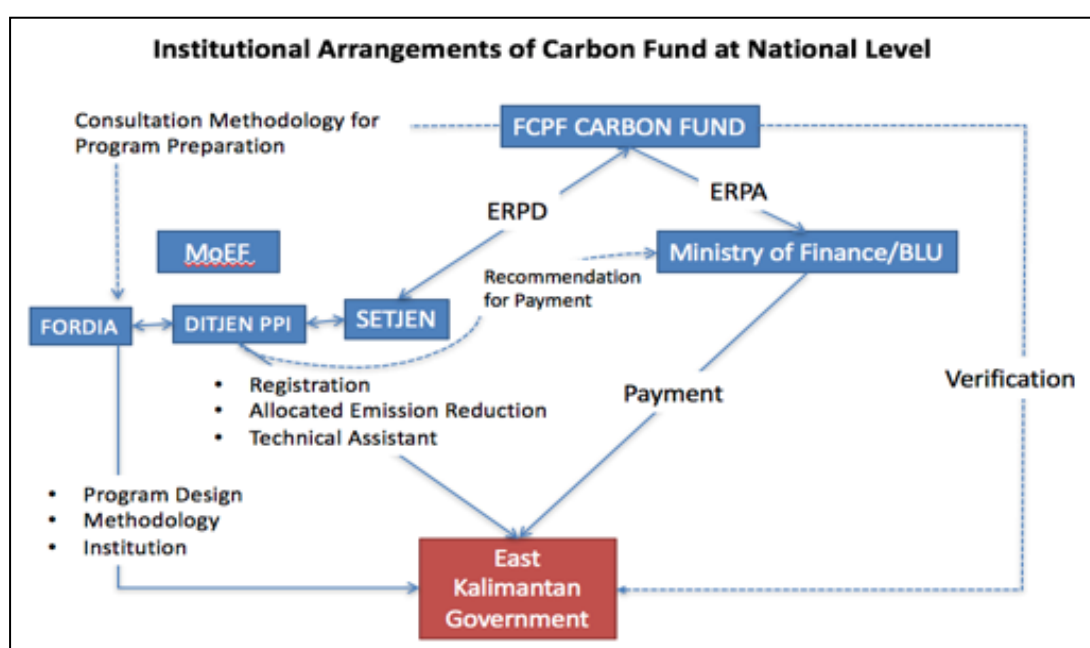 Institutional Arrangements of Carbon Fund at National Level
Consultation Methodology for
Program Preparation
FCPF CARBON FUND
ERPD
ERPA
MoEF
Recommendation
for Payment
Ministry of Finance/BLU
FORDIA
DITJEN PPI
SETJEN
• Registration
• Allocated Emission Reduction
• Technical Assistant
Payment
Verification
• Program Design
• Methodology
• Institution
East
Kalimantan
Government